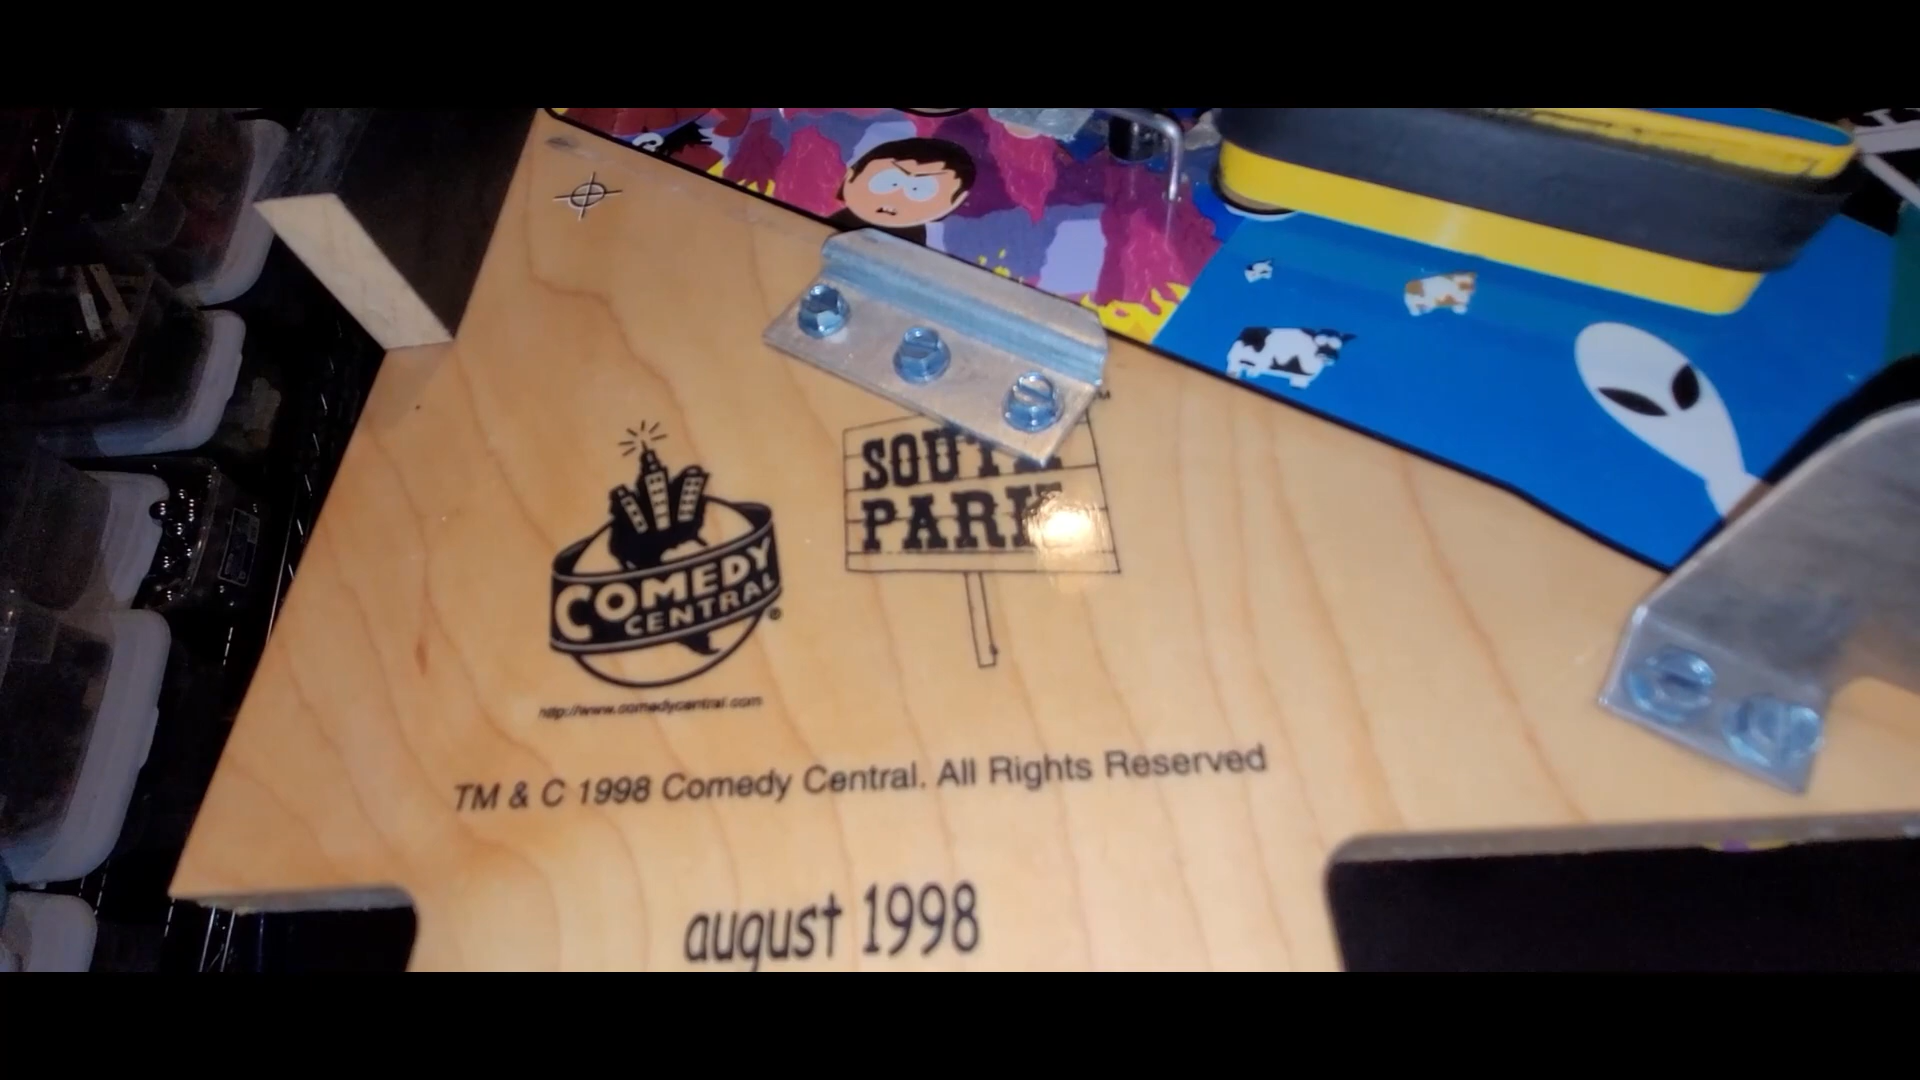 SOUTH
PARK
COMEDY
CENTRAL
®
http://www.comedycentral.com
TM & C 1998 Comedy Central. All Rights Reserved
august 1998